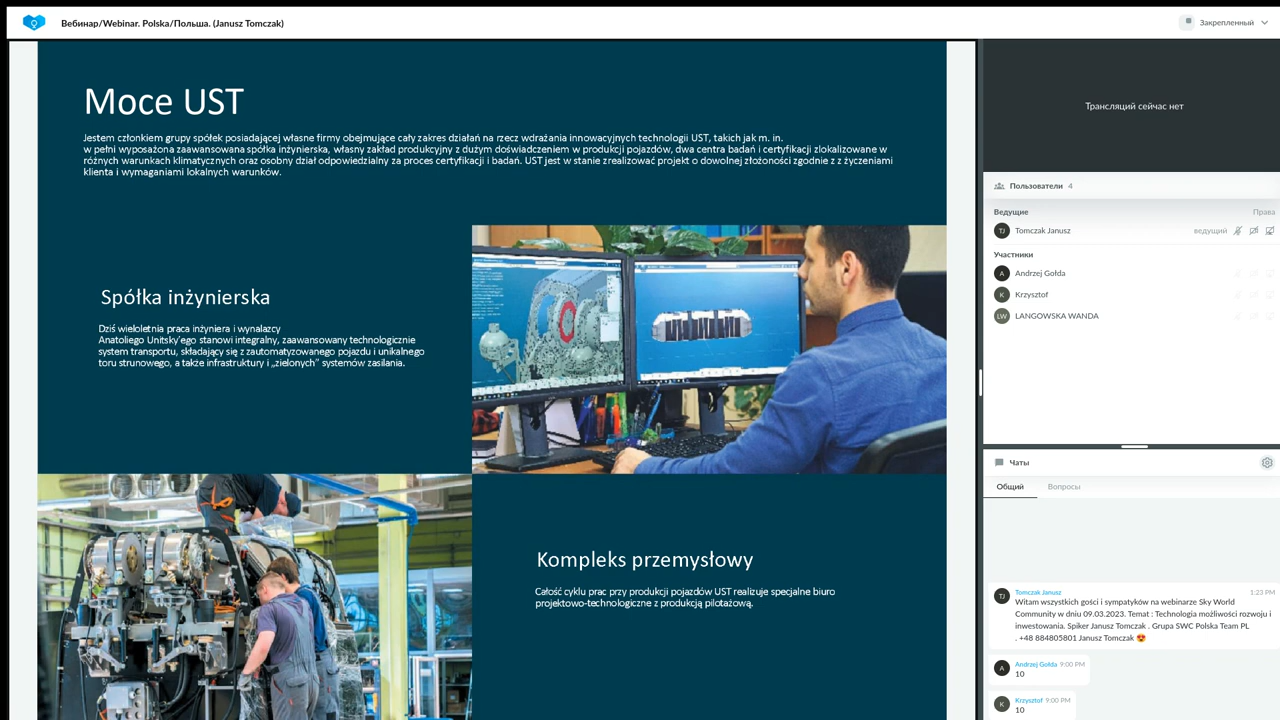 Вебинар/Webinar. Polska/Польша. (Janusz Tomczak)
Закрепленный
Moce UST
Jestem członkiem grupy spółek posiadającej własne firmy obejmujące cały zakres działań na rzecz wdrażania innowacyjnych technologii UST, takich jak m. in.
w pełni wyposażona zaawansowana spółka inżynierska, własny zakład produkcyjny z dużym doświadczeniem w produkcji pojazdów, dwa centra badań i certyfikacji zlokalizowane w
różnych warunkach klimatycznych oraz osobny dział odpowiedzialny za proces certyfikacji i badań. UST jest w stanie zrealizować projekt o dowolnej złożoności zgodnie z z życzeniami
klienta i wymaganiami lokalnych warunków.
Spółka inżynierska
Dziś wieloletnia praca inżyniera i wynalazcy
Anatoliego Unitsky'ego stanowi integralny, zaawansowany technologicznie
system transportu, składający się z zautomatyzowanego pojazdu i unikalnego
toru strunowego, a także infrastruktury i „zielonych” systemów zasilania.
Kompleks przemysłowy
Całość cyklu prac przy produkcji pojazdów UST realizuje specjalne biuro
projektowo-technologiczne z produkcją pilotażową.
Трансляций сейчас нет
Пользователи 4
Ведущие Права
TJ Tomczak Janusz ведущий
Участники
A Andrzej Gołda
K Krzysztof
LW LANGOWSKA WANDA
Чаты
Общий Вопросы
TJ Tomczak Janusz 1:23 PM
Witam wszystkich gości i sympatyków na webinarze Sky World
Community w dniu 09.03.2023. Temat : Technologia możliwości rozwoju i
inwestowania. Spiker Janusz Tomczak . Grupa SWC Polska Team PL
. +48 884805801 Janusz Tomczak 😍
A Andrzej Gołda 9:00 PM
10
K Krzysztof 9:00 PM
10